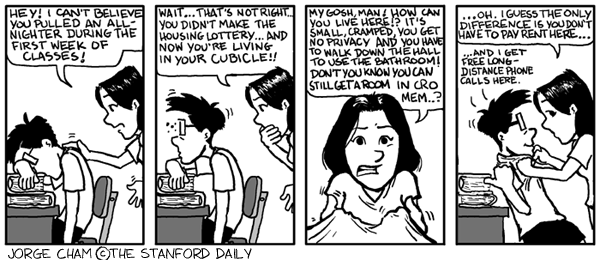 HEY! I CAN'T BELIEVE
YOU PULLED AN ALL-
NIGHTER DURING THE
FIRST WEEK OF
CLASSES!
WAIT...THAT'S NOT RIGHT...
YOU DIDN'T MAKE THE
HOUSING LOTTERY...AND
NOW YOU'RE LIVING
IN YOUR CUBICLE!!
MY GOSH, MAN! HOW CAN
YOU LIVE HERE!? IT'S
SMALL, CRAMPED, YOU GET
NO PRIVACY AND YOU HAVE
TO WALK DOWN THE HALL
TO USE THE BATHROOM!
DON'T YOU KNOW YOU CAN
STILL GET A ROOM IN CRO
MEM..?
...OH. I GUESS THE ONLY
DIFFERENCE IS YOU DON'T
HAVE TO PAY RENT HERE...
...AND I GET
FREE LONG-
DISTANCE PHONE
CALLS HERE.
JORGE CHAM ©THE STANFORD DAILY